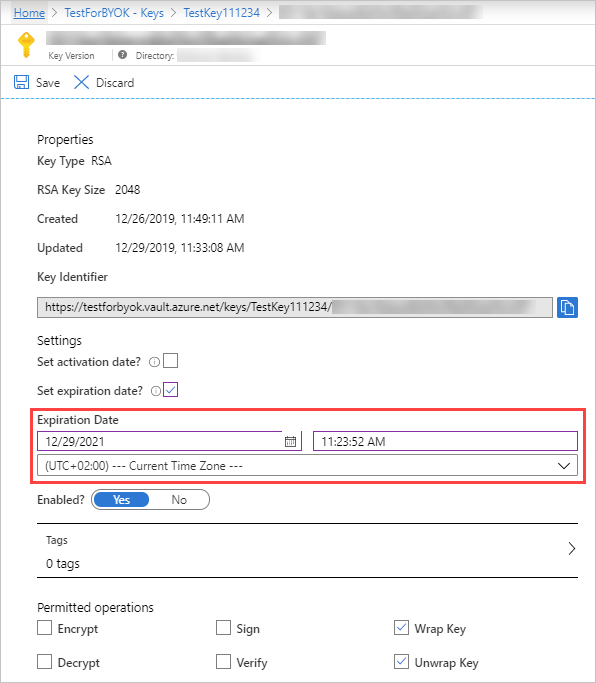 Home > TestForBYOK - Keys > TestKey111234 >
Key Version Directory:
Save Discard
Properties
Key Type RSA
RSA Key Size 2048
Created 12/26/2019, 11:49:11 AM
Updated 12/29/2019, 11:33:08 AM
Key Identifier
https://testforbyok.vault.azure.net/keys/TestKey111234/
Settings
Set activation date?
Set expiration date?
Expiration Date
12/29/2021 11:23:52 AM
(UTC+02:00) --- Current Time Zone ---
Enabled? Yes No
Tags
0 tags
Permitted operations
Encrypt Sign Wrap Key
Decrypt Verify Unwrap Key